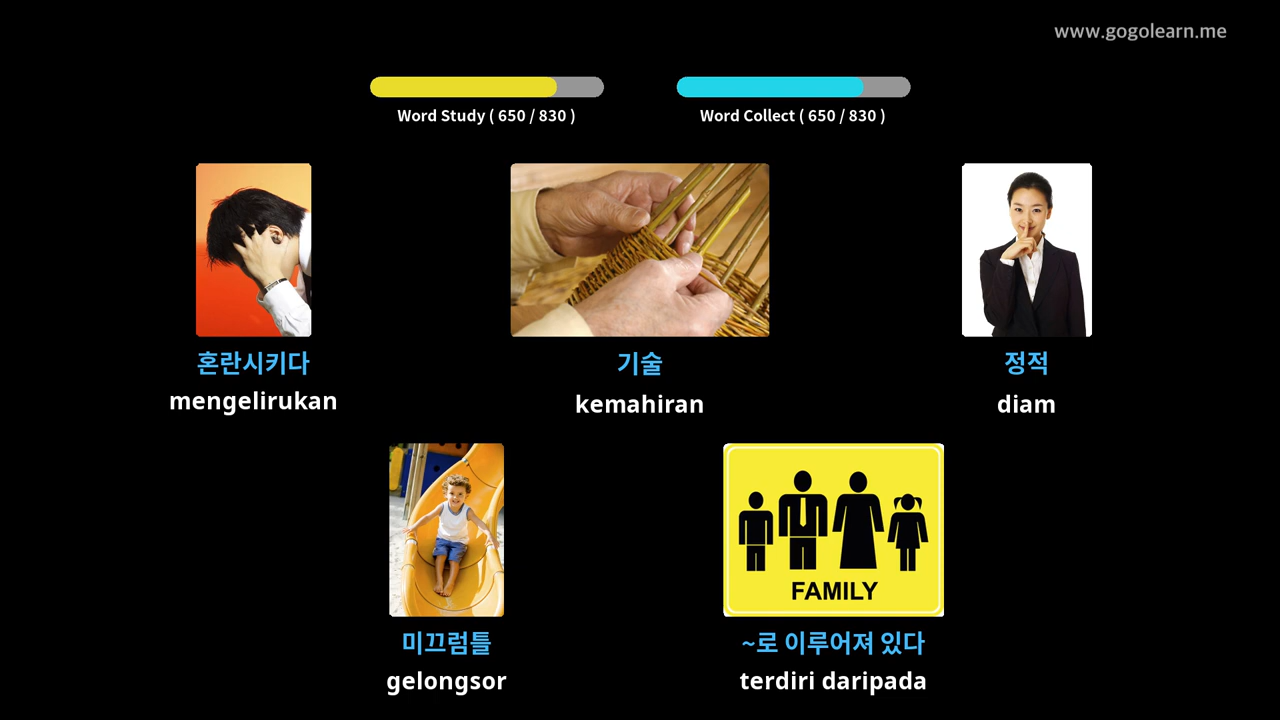 www.gogolearn.me
Word Study ( 650 / 830 )
Word Collect ( 650 / 830 )
혼란시키다
mengelirukan
기술
kemahiran
정적
diam
미끄럼틀
gelongsor
FAMILY
~로 이루어져 있다
terdiri daripada